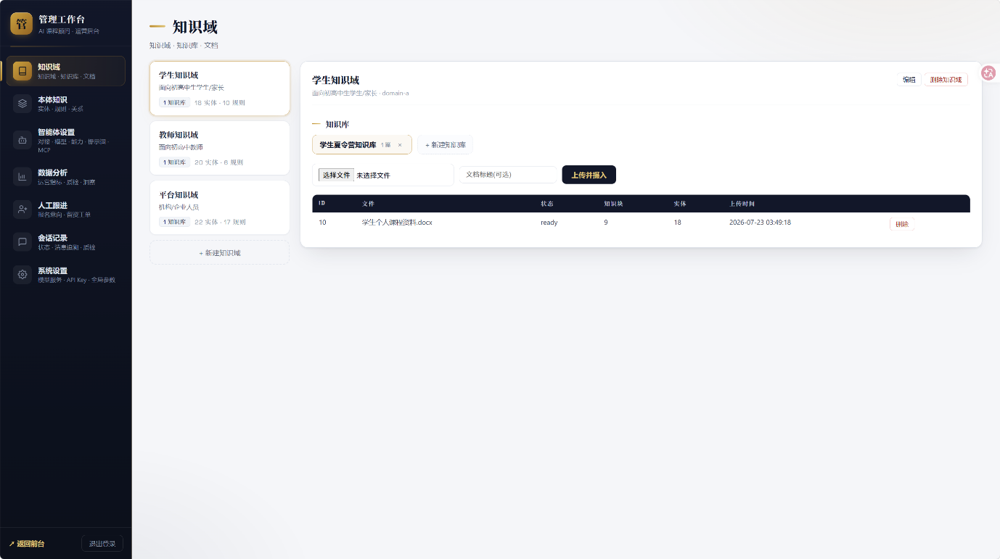 管
管理工作台
AI 课程顾问 · 运营后台
知识域
知识域 · 知识库 · 文档
本体知识
实体 · 规则 · 关系
智能体设置
对接 · 模型 · 能力 · 提示词 ·
MCP
数据分析
运营指标 · 质检 · 洞察
人工跟进
报名意向 · 留资工单
会话记录
状态 · 消息追溯 · 质检
系统设置
模型服务 · API Key · 全局参数
↗ 返回前台
退出登录
知识域
知识域 · 知识库 · 文档
学生知识域
面向初高中生学生/家长
1 知识库 18 实体 · 10 规则
教师知识域
面向初高中教师
1 知识库 20 实体 · 6 规则
平台知识域
机构/企业人员
1 知识库 22 实体 · 17 规则
+ 新建知识域
学生知识域
面向初高中生学生/家长 · domain-a
编辑
删除知识域
知识库
学生夏令营知识库 1 篇 ×
+ 新建知识库
选择文件 未选择文件
文档标题(可选)
上传并摄入
ID 文件 状态 知识块 实体 上传时间
10 学生个人课程资料.docx ready 9 18 2026-07-23 03:49:18 删除